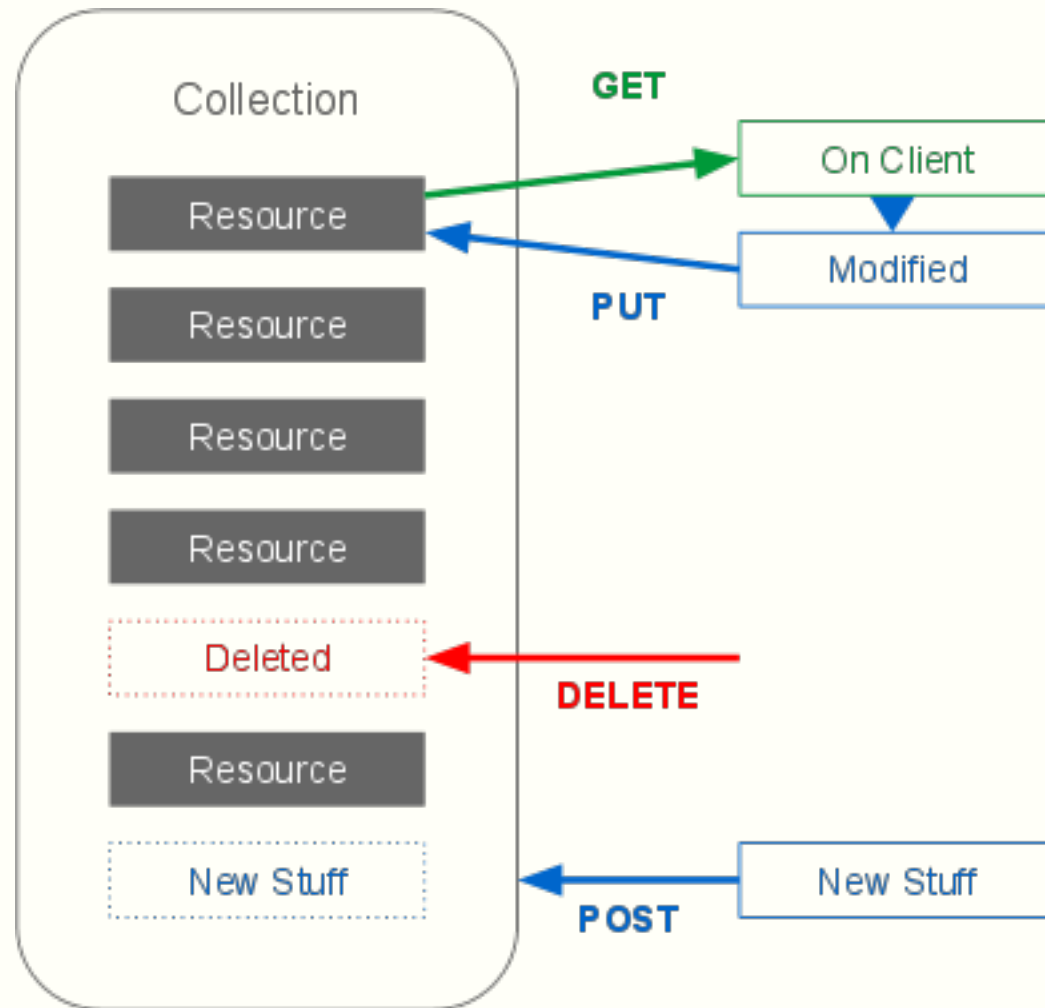 Collection
GET
On Client
Resource
Modified
PUT
Resource
Resource
Resource
Deleted
DELETE
Resource
New Stuff
New Stuff
POST